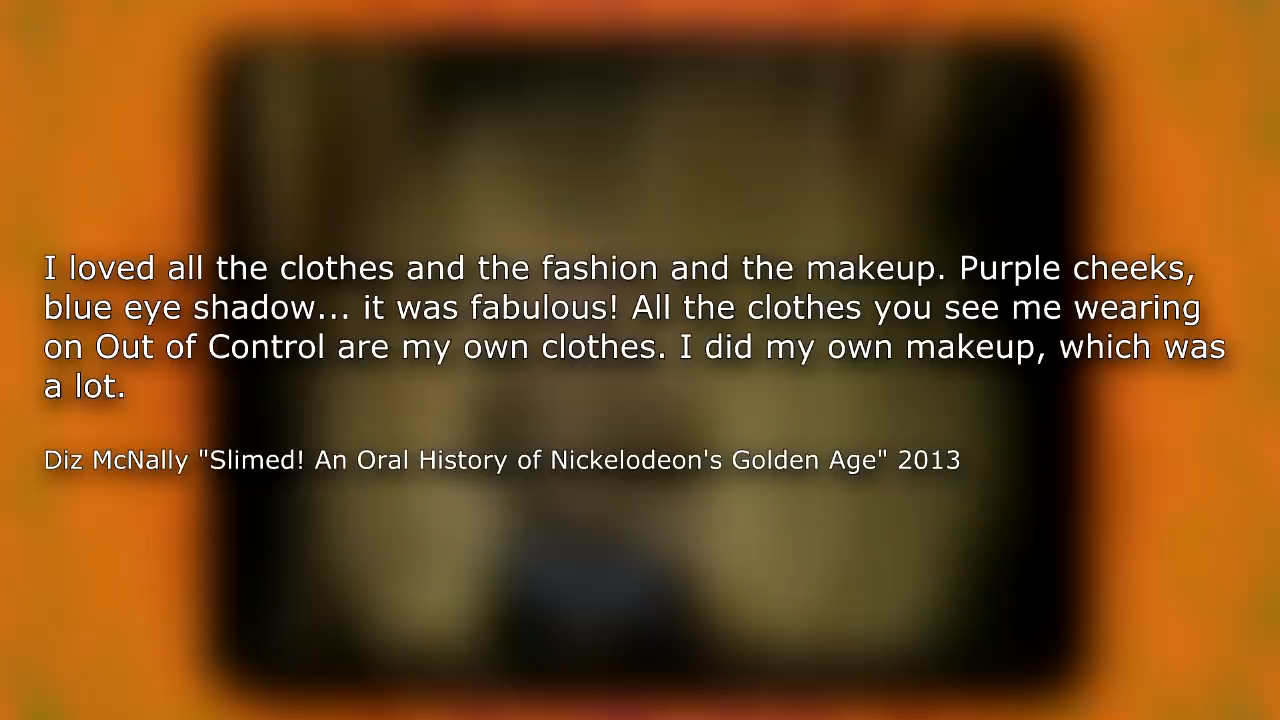 I loved all the clothes and the fashion and the makeup. Purple cheeks,
blue eye shadow... it was fabulous! All the clothes you see me wearing
on Out of Control are my own clothes. I did my own makeup, which was
a lot.
Diz McNally "Slimed! An Oral History of Nickelodeon's Golden Age" 2013